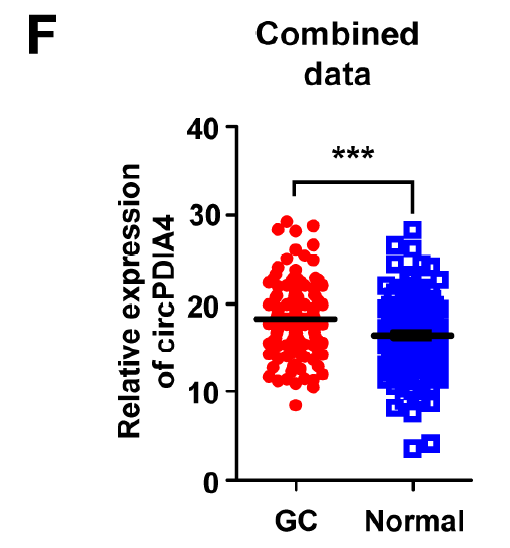 F
Combined
data
Relative expression
of circPDIA4
40
30
20
10
0
***
GC
Normal